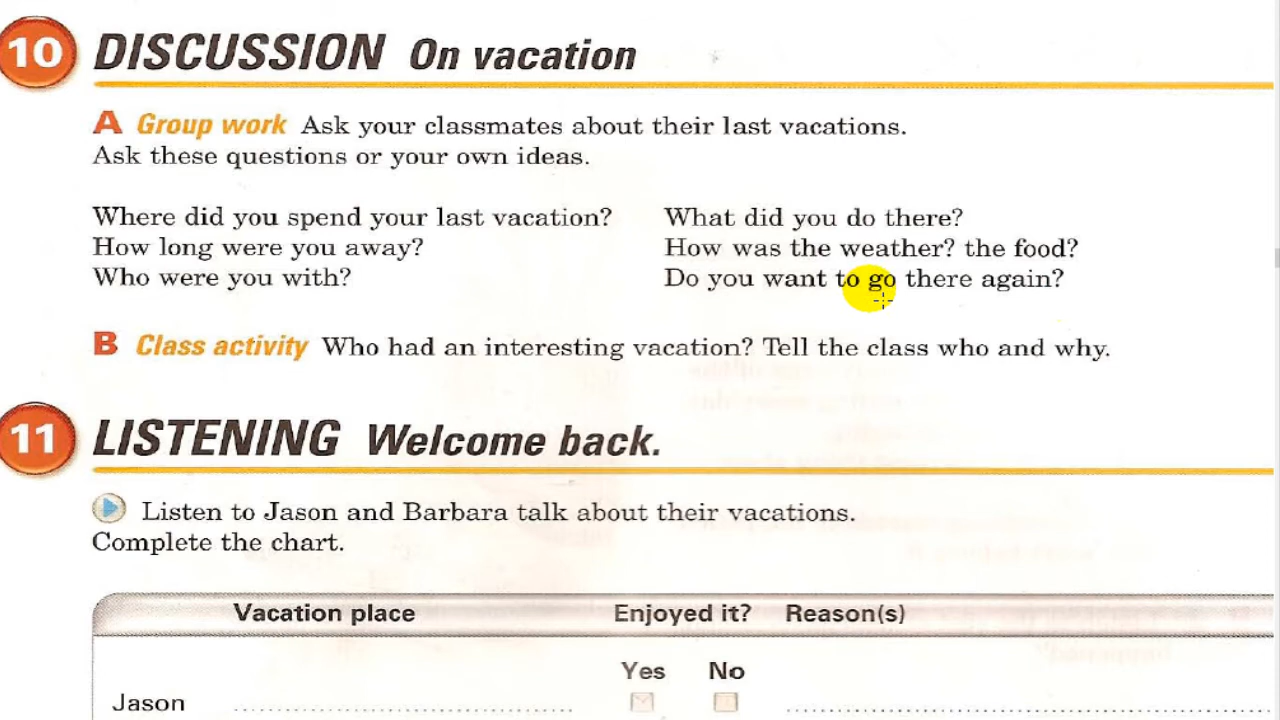 10 DISCUSSION On vacation
A Group work Ask your classmates about their last vacations.
Ask these questions or your own ideas.
Where did you spend your last vacation?
How long were you away?
Who were you with?
What did you do there?
How was the weather? the food?
Do you want to go there again?
B Class activity Who had an interesting vacation? Tell the class who and why.
11 LISTENING Welcome back.
Listen to Jason and Barbara talk about their vacations.
Complete the chart.
Vacation place Enjoyed it? Reason(s)
Yes No
Jason